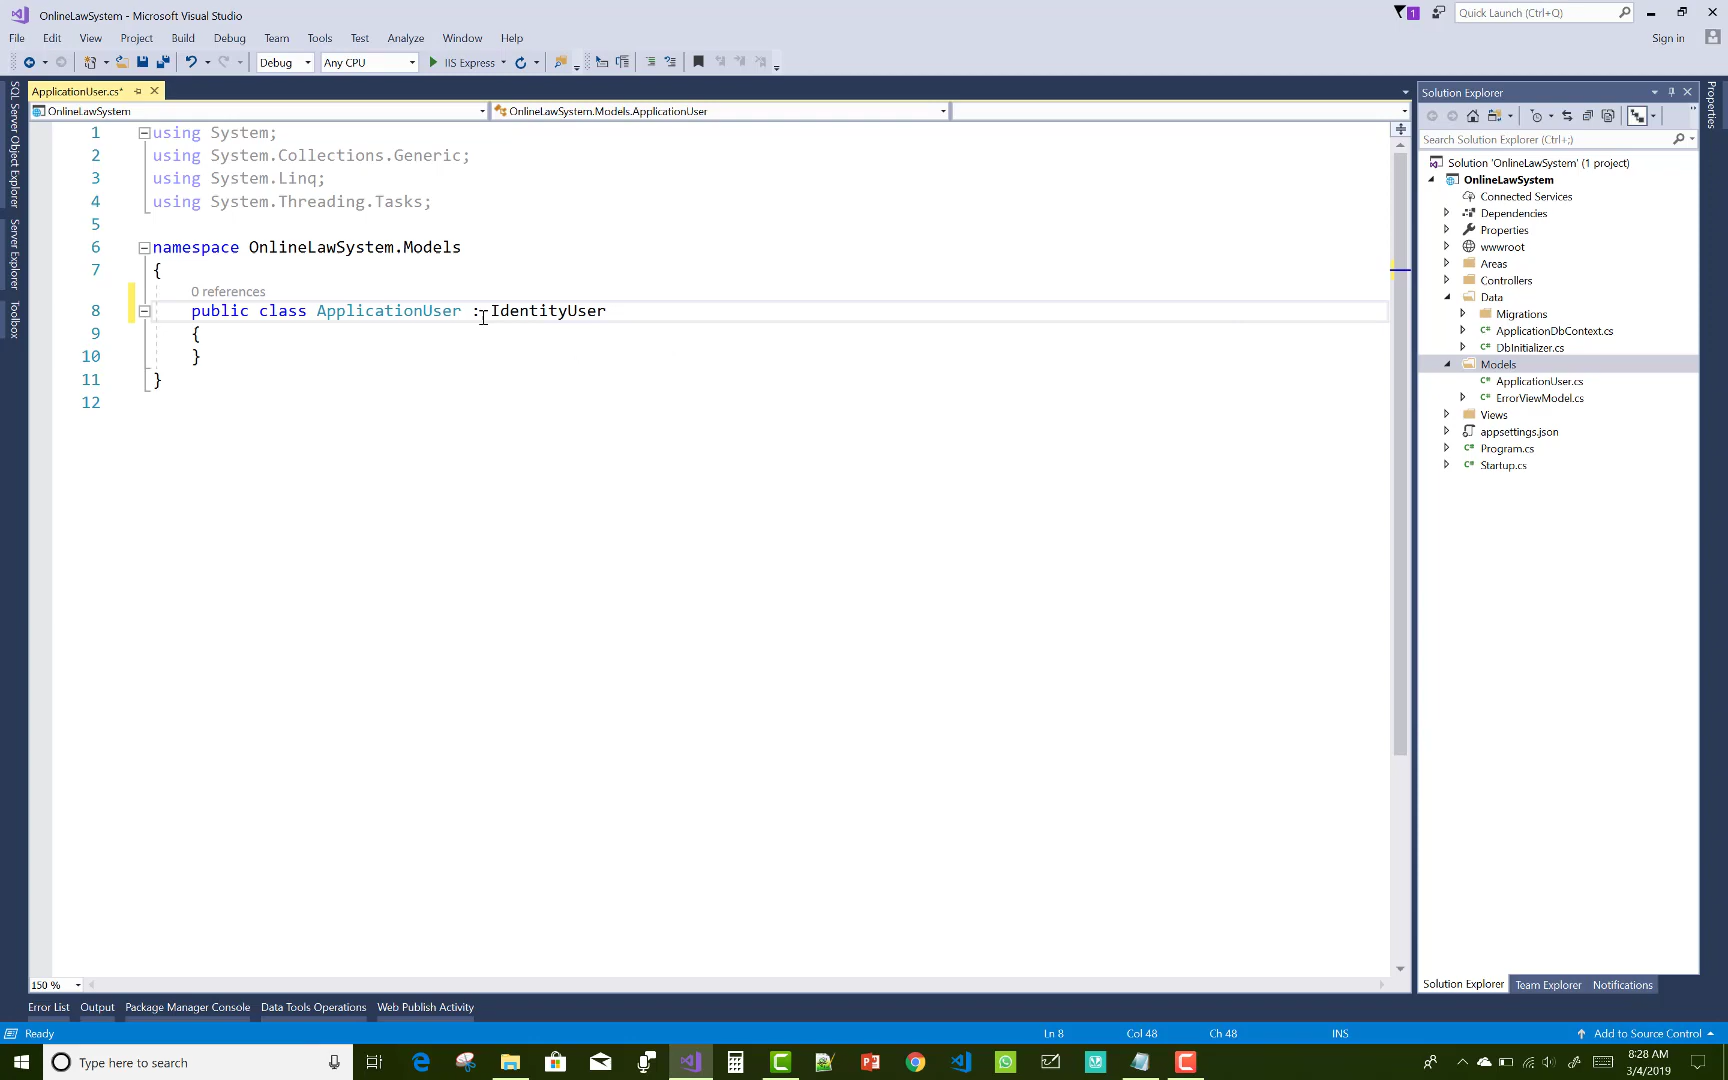 OnlineLawSystem - Microsoft Visual Studio
1
Quick Launch (Ctrl+Q)
File Edit View Project Build Debug Team Tools Test Analyze Window Help
Sign in
Debug Any CPU IIS Express
ApplicationUser.cs*
OnlineLawSystem
OnlineLawSystem.Models.ApplicationUser
1 using System;
2 using System.Collections.Generic;
3 using System.Linq;
4 using System.Threading.Tasks;
5
6 namespace OnlineLawSystem.Models
7 {
0 references
8 public class ApplicationUser : IdentityUser
9 {
10 }
11 }
12
SQL Server Object Explorer
Server Explorer
Toolbox
Solution Explorer
Search Solution Explorer (Ctrl+;)
Solution 'OnlineLawSystem' (1 project)
OnlineLawSystem
Connected Services
Dependencies
Properties
wwwroot
Areas
Controllers
Data
Migrations
ApplicationDbContext.cs
DbInitializer.cs
Models
ApplicationUser.cs
ErrorViewModel.cs
Views
appsettings.json
Program.cs
Startup.cs
Properties
150 %
Solution Explorer Team Explorer Notifications
Error List Output Package Manager Console Data Tools Operations Web Publish Activity
Ready
Ln 8 Col 48 Ch 48 INS
Add to Source Control
Type here to search
8:28 AM
3/4/2019